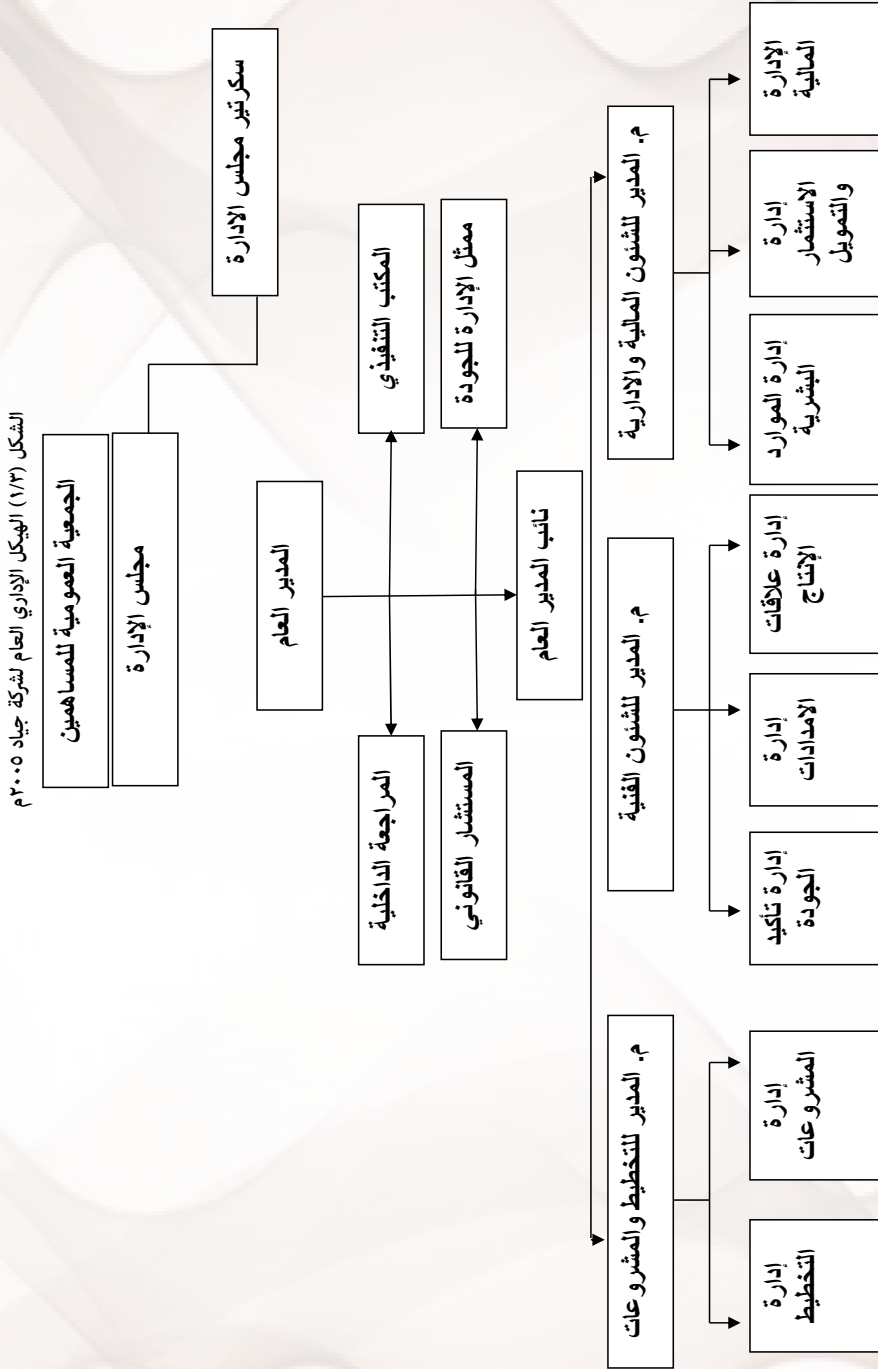 الشكل (١/٣) الهيكل الإداري العام لشركة جياد ٢٠٠٥م
الجمعية العمومية للمساهمين
مجلس الإدارة
سكرتير مجلس الادارة
المدير العام
المكتب التنفيذي
المراجعة الداخلية
ممثل الإدارة للجودة
المستشار القانوني
نائب المدير العام
م. المدير للشئون المالية والادارية
م. المدير للشئون الفنية
م. المدير للتخطيط والمشروعات
الإدارة
المالية
إدارة
الاستثمار
والتمويل
إدارة الموارد
البشرية
إدارة علاقات
الإنتاج
إدارة
الامدادات
إدارة تأكيد
الجودة
إدارة
المشروعات
إدارة
التخطيط